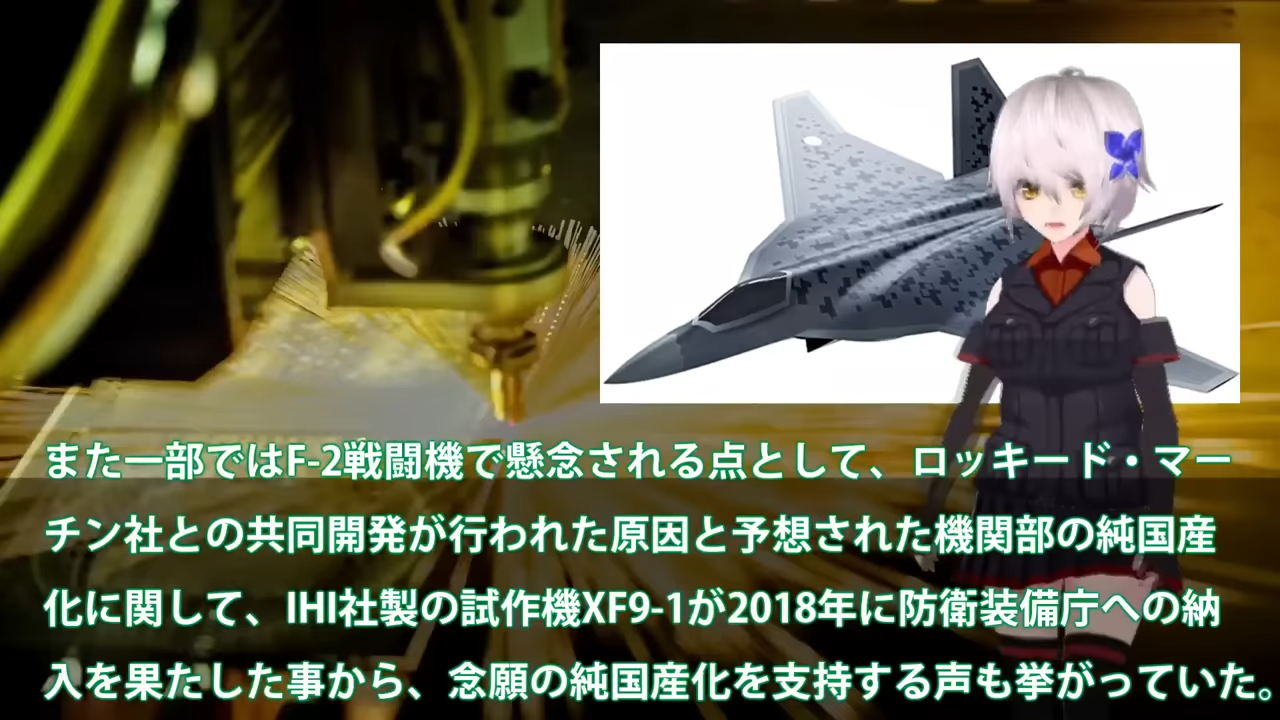 また一部ではF-2戦闘機で懸念される点として、ロッキード・マー
チン社との共同開発が行われた原因と予想された機関部の純国産
化に関して、IHI社製の試作機XF9-1が2018年に防衛装備庁への納
入を果たした事から、念願の純国産化を支持する声も挙がっていた。